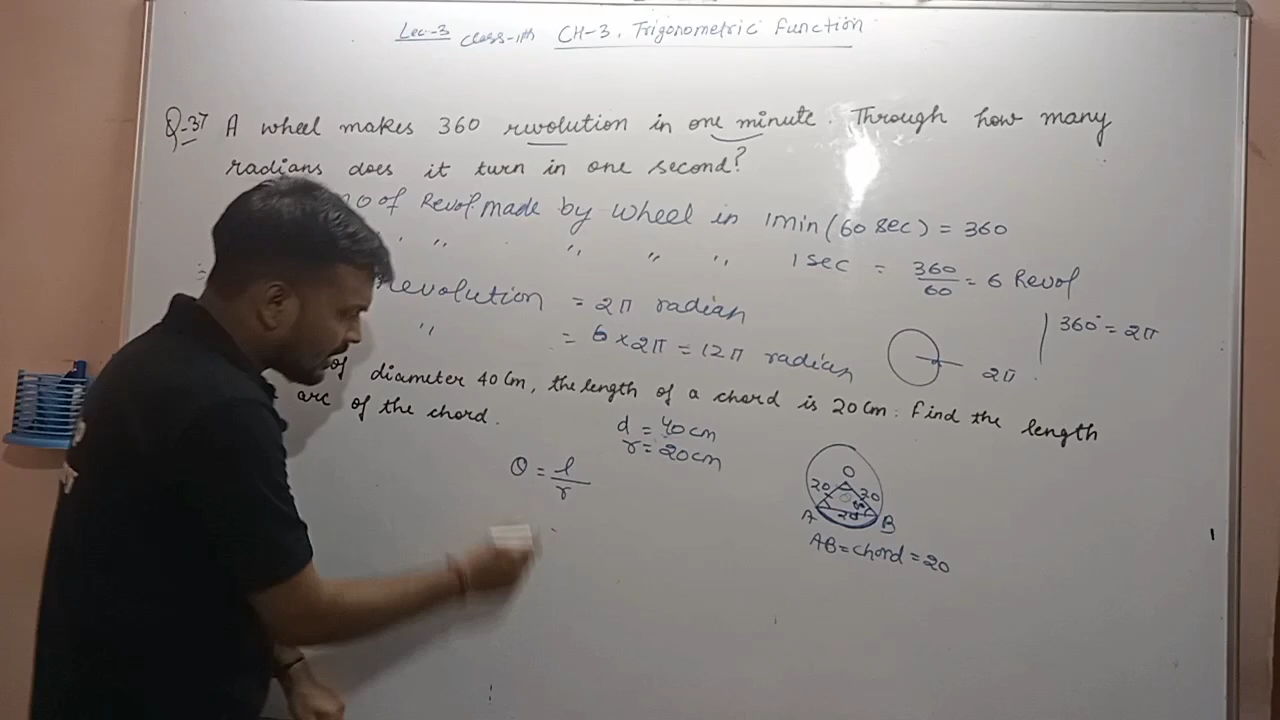 Lec-3 Class-11th CH-3, Trigonometric Function
Q-37 A wheel makes 360 rwolution in one minute. Through how many
radians does it turn in one second?
of Revol. made by wheel in 1min (60 sec) = 360
,, ,, ,, ,, 1 sec = 360/60 = 6 Revol
Revolution = 2π radian
360° = 2π
,, = 6 × 2π = 12π radian
2π
of diameter 40 Cm, the length of a chord is 20 Cm. Find the length
arc of the chord.
d = 40 cm
r = 20 cm
θ = l/r
O
20 20
A 20 B
AB = chord = 20